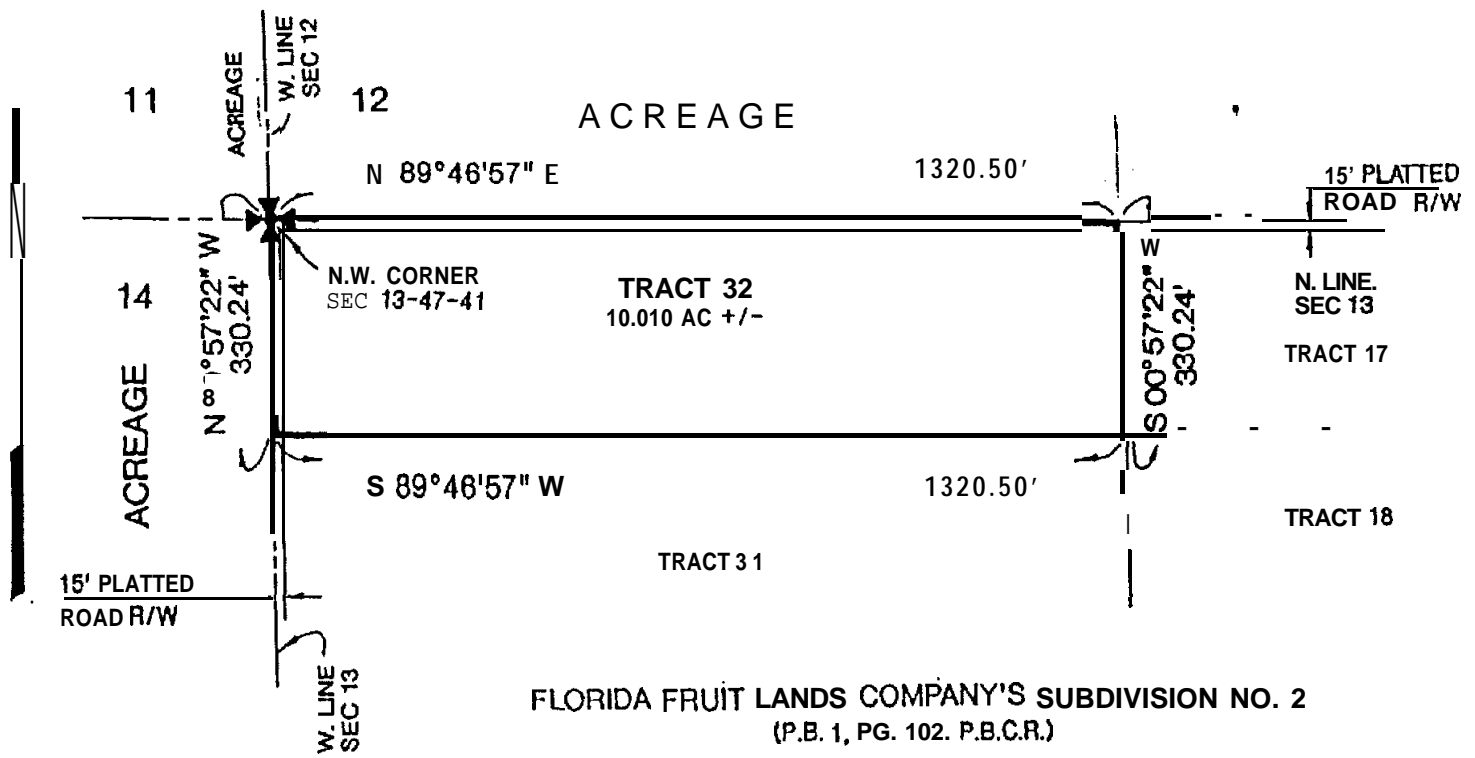 11
ACREAGE
W. LINE
SEC 12
12
ACREAGE
N 89°46'57" E
1320.50'
15' PLATTED
ROAD R/W
N
N.W. CORNER
SEC 13-47-41
TRACT 32
10.010 AC +/-
W
N. LINE.
SEC 13
14
°57'22" W
330.24'
S 00°57'22"
330.24'
TRACT 17
ACREAGE
S 89°46'57" W
1320.50'
TRACT 18
TRACT 31
15' PLATTED
ROAD R/W
W. LINE
SEC 13
FLORIDA FRUIT LANDS COMPANY'S SUBDIVISION NO. 2
(P.B. 1, PG. 102. P.B.C.R.)